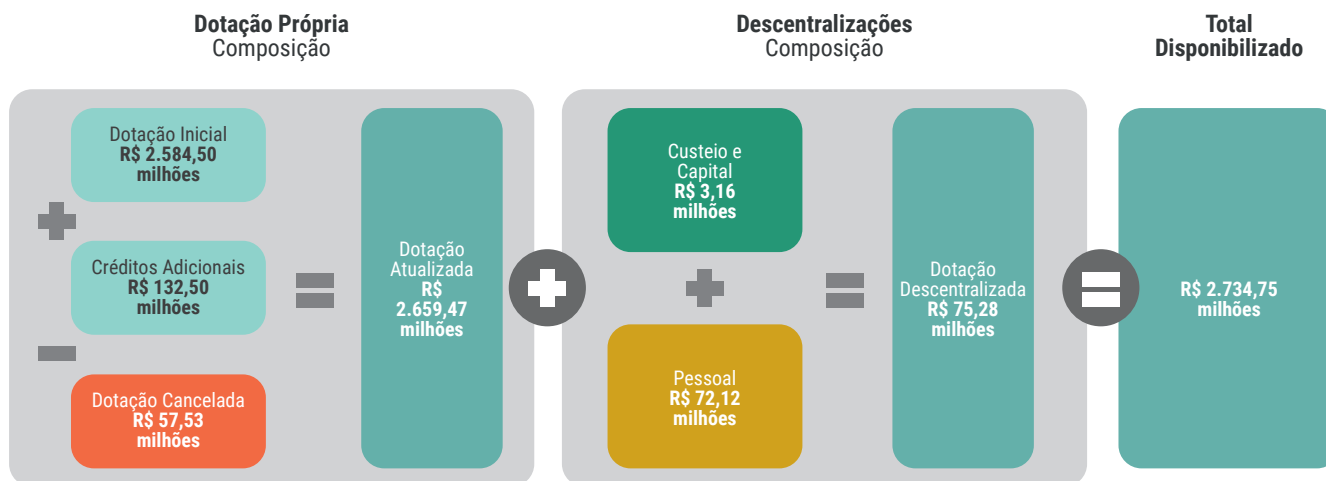 Dotação Própria
Composição
Descentralizações
Composição
Total
Disponibilizado
Dotação Inicial
R$ 2.584,50
milhões
Créditos Adicionais
R$ 132,50
milhões
Dotação Cancelada
R$ 57,53
milhões
Dotação
Atualizada
R$
2.659,47
milhões
Custeio e
Capital
R$ 3,16
milhões
Pessoal
R$ 72,12
milhões
Dotação
Descentralizada
R$ 75,28
milhões
R$ 2.734,75
milhões